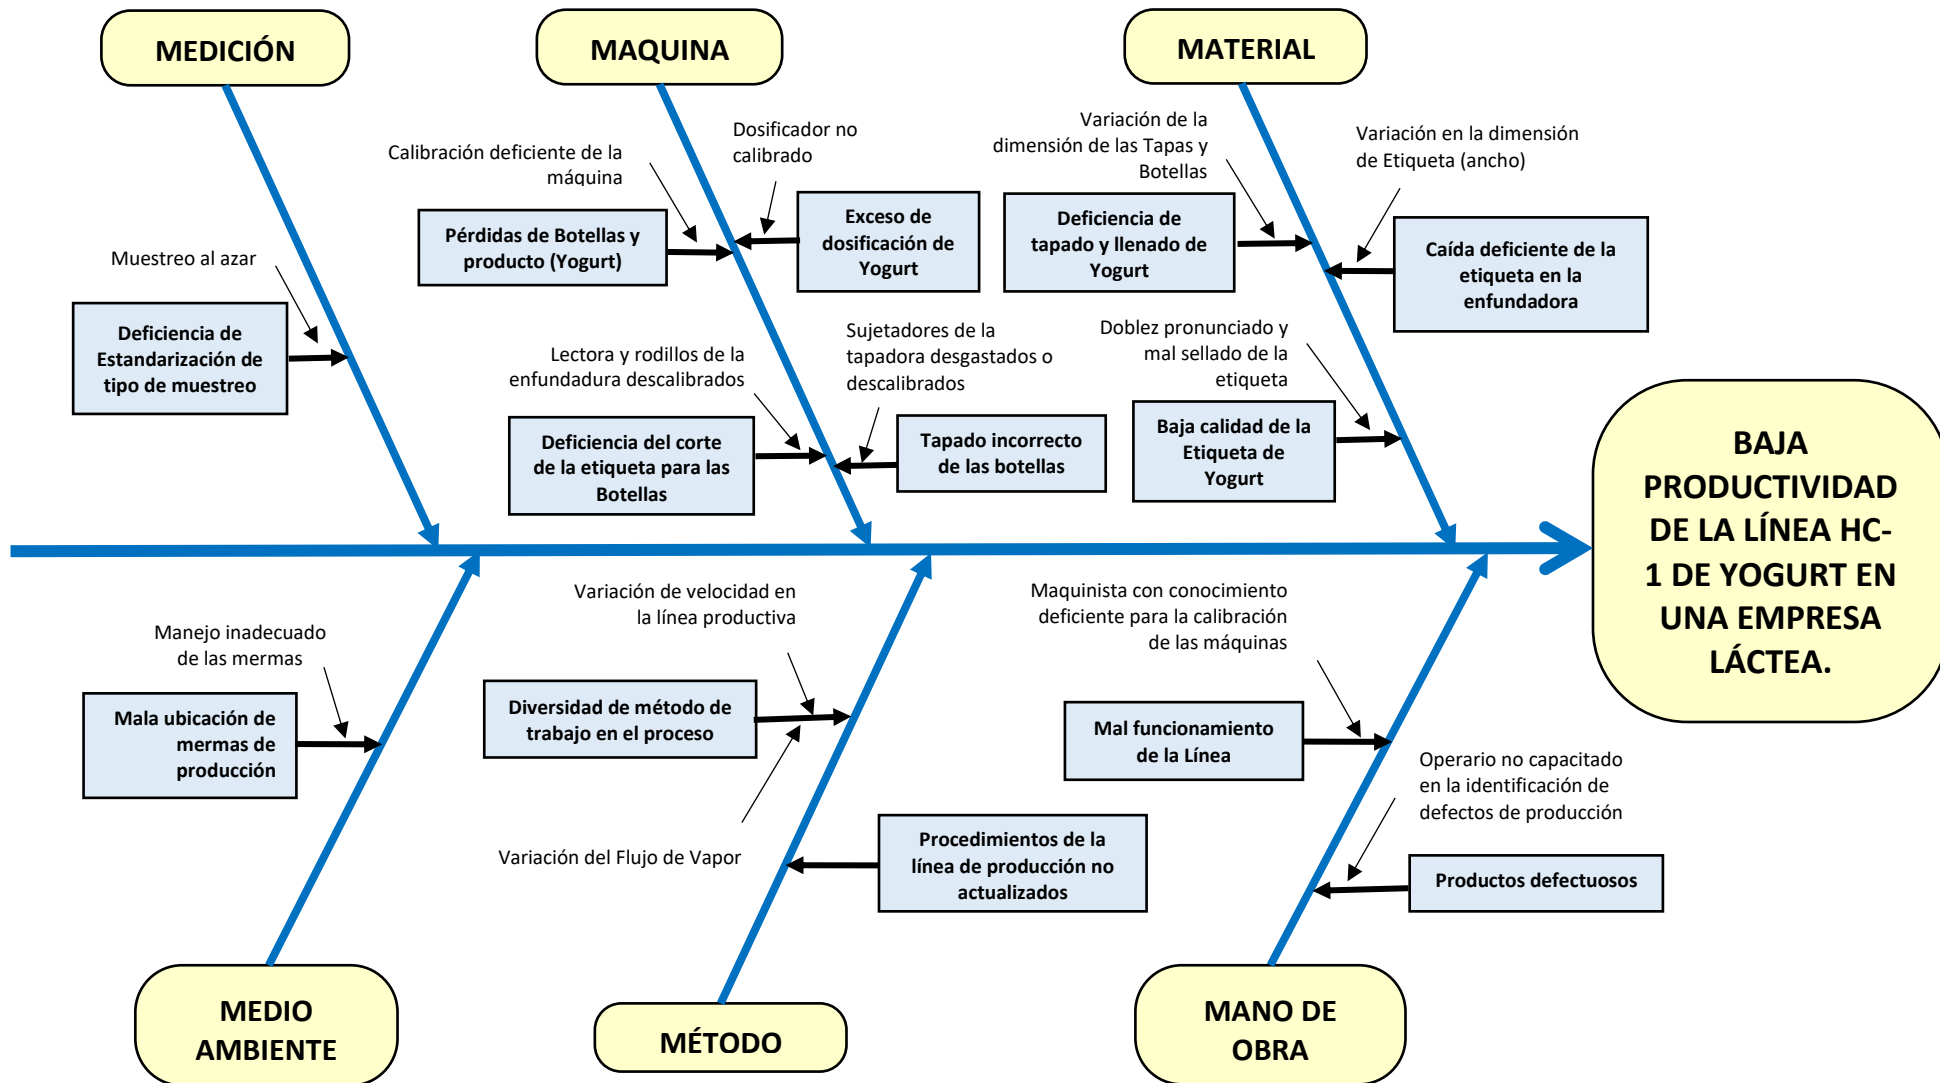 MEDICIÓN
MAQUINA
MATERIAL
Muestreo al azar
Deficiencia de
Estandarización de
tipo de muestreo
Calibración deficiente de la
máquina
Pérdidas de Botellas y
producto (Yogurt)
Dosificador no
calibrado
Exceso de
dosificación de
Yogurt
Lectora y rodillos de la
enfundadura descalibrados
Deficiencia del corte
de la etiqueta para las
Botellas
Sujetadores de la
tapadora desgastados o
descalibrados
Tapado incorrecto
de las botellas
Variación de la
dimensión de las Tapas y
Botellas
Deficiencia de
tapado y llenado de
Yogurt
Variación en la dimensión
de Etiqueta (ancho)
Caída deficiente de la
etiqueta en la
enfundadora
Doblez pronunciado y
mal sellado de la
etiqueta
Baja calidad de la
Etiqueta de
Yogurt
BAJA
PRODUCTIVIDAD
DE LA LÍNEA HC-
1 DE YOGURT EN
UNA EMPRESA
LÁCTEA.
Manejo inadecuado
de las mermas
Mala ubicación de
mermas de
producción
Variación de velocidad en
la línea productiva
Diversidad de método de
trabajo en el proceso
Variación del Flujo de Vapor
Procedimientos de la
línea de producción no
actualizados
Maquinista con conocimiento
deficiente para la calibración
de las máquinas
Mal funcionamiento
de la Línea
Operario no capacitado
en la identificación de
defectos de producción
Productos defectuosos
MEDIO
AMBIENTE
MÉTODO
MANO DE
OBRA